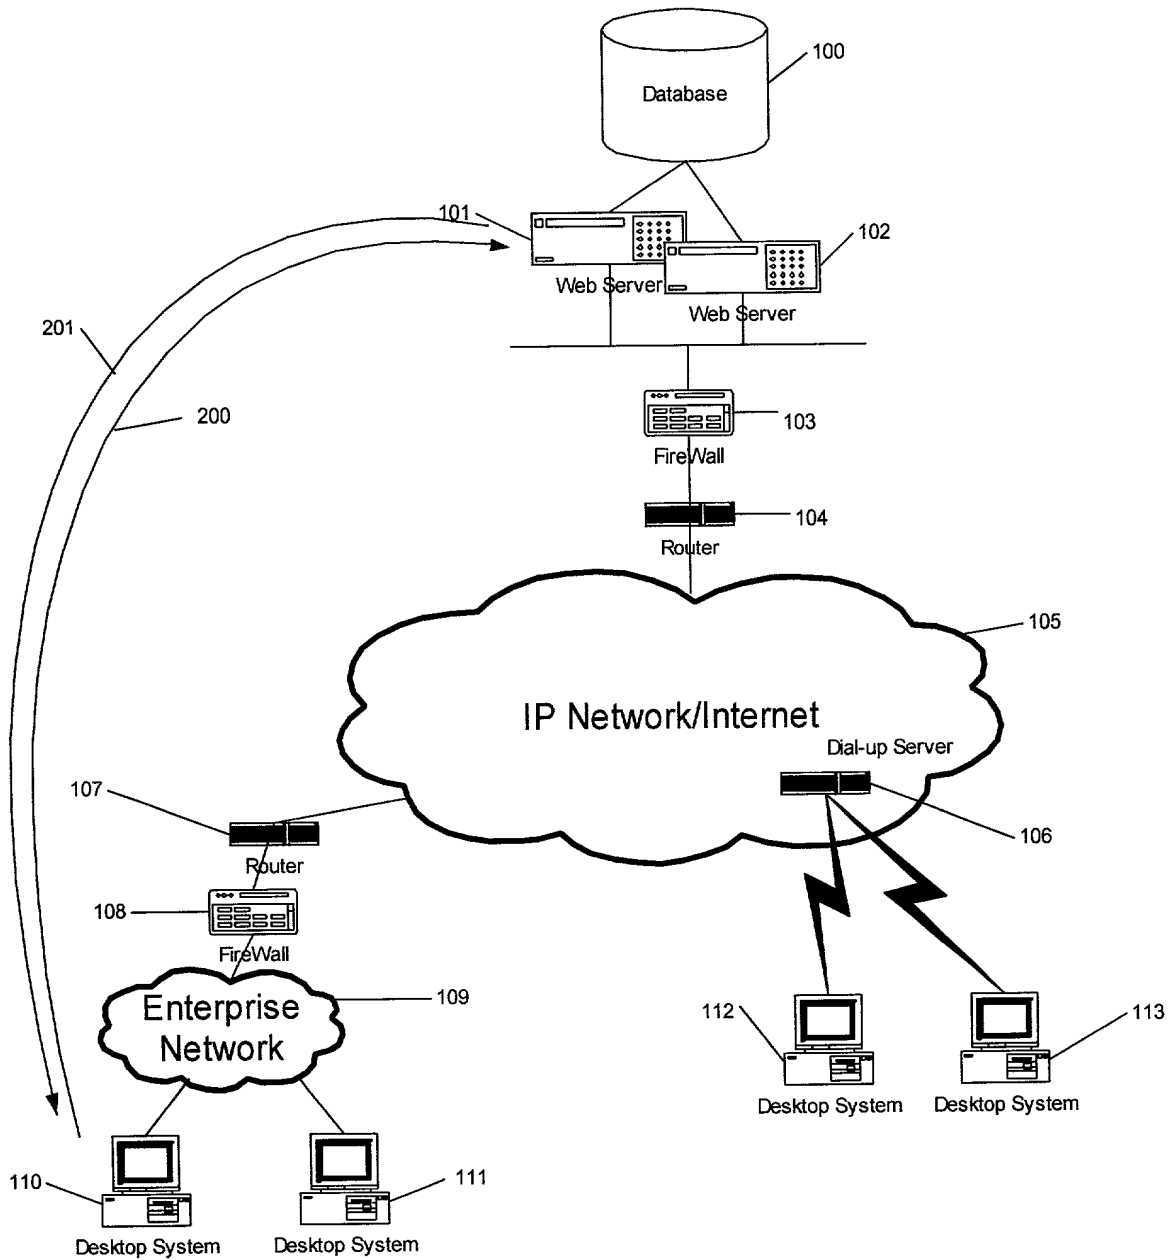 100
Database
101
102
Web Server
Web Server
201
200
103
FireWall
104
Router
105
IP Network/Internet
Dial-up Server
107
106
Router
108
FireWall
109
Enterprise
Network
112
113
Desktop System
Desktop System
110
111
Desktop System
Desktop System